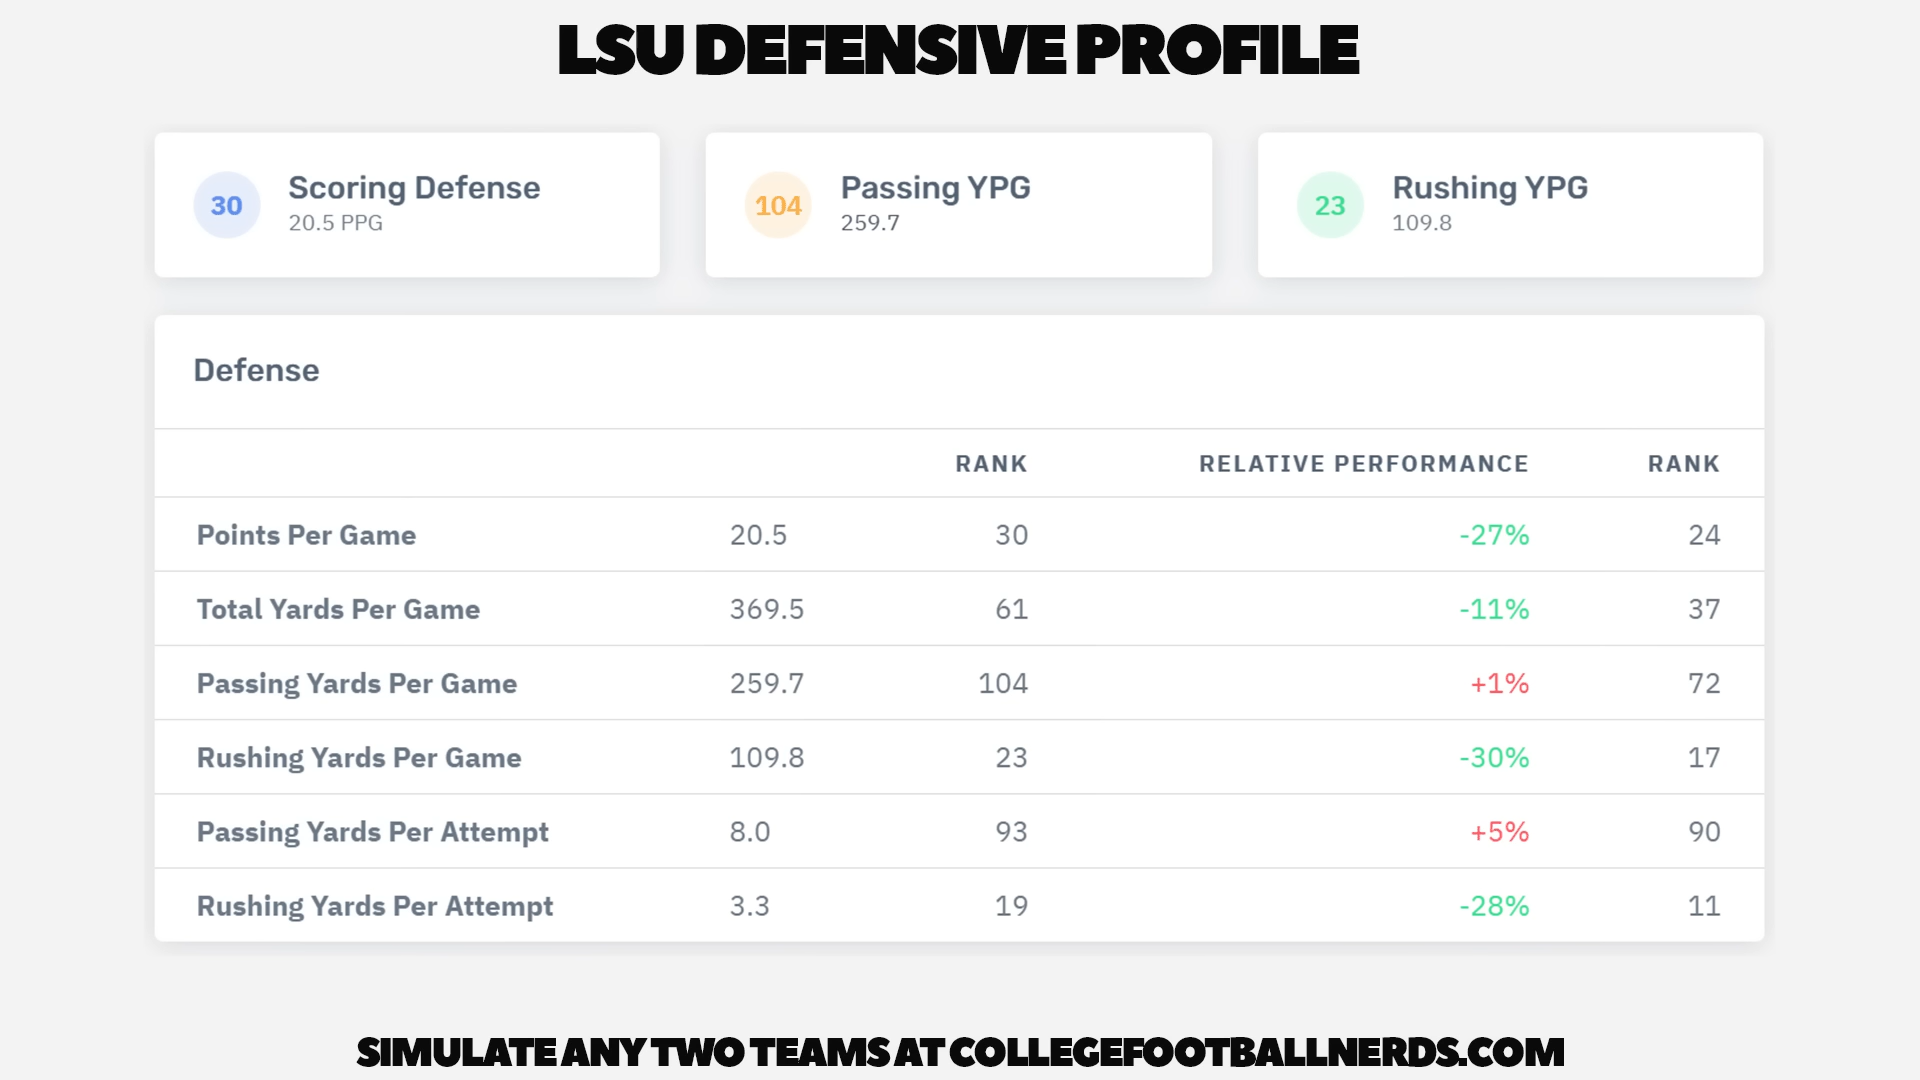 LSU DEFENSIVE PROFILE
30 Scoring Defense 104 Passing YPG 23 Rushing YPG
20.5 PPG 259.7 109.8
Defense
RANK RELATIVE PERFORMANCE RANK
Points Per Game 20.5 30 -27% 24
Total Yards Per Game 369.5 61 -11% 37
Passing Yards Per Game 259.7 104 +1% 72
Rushing Yards Per Game 109.8 23 -30% 17
Passing Yards Per Attempt 8.0 93 +5% 90
Rushing Yards Per Attempt 3.3 19 -28% 11
SIMULATE ANY TWO TEAMS AT COLLEGEFOOTBALLNERDS.COM